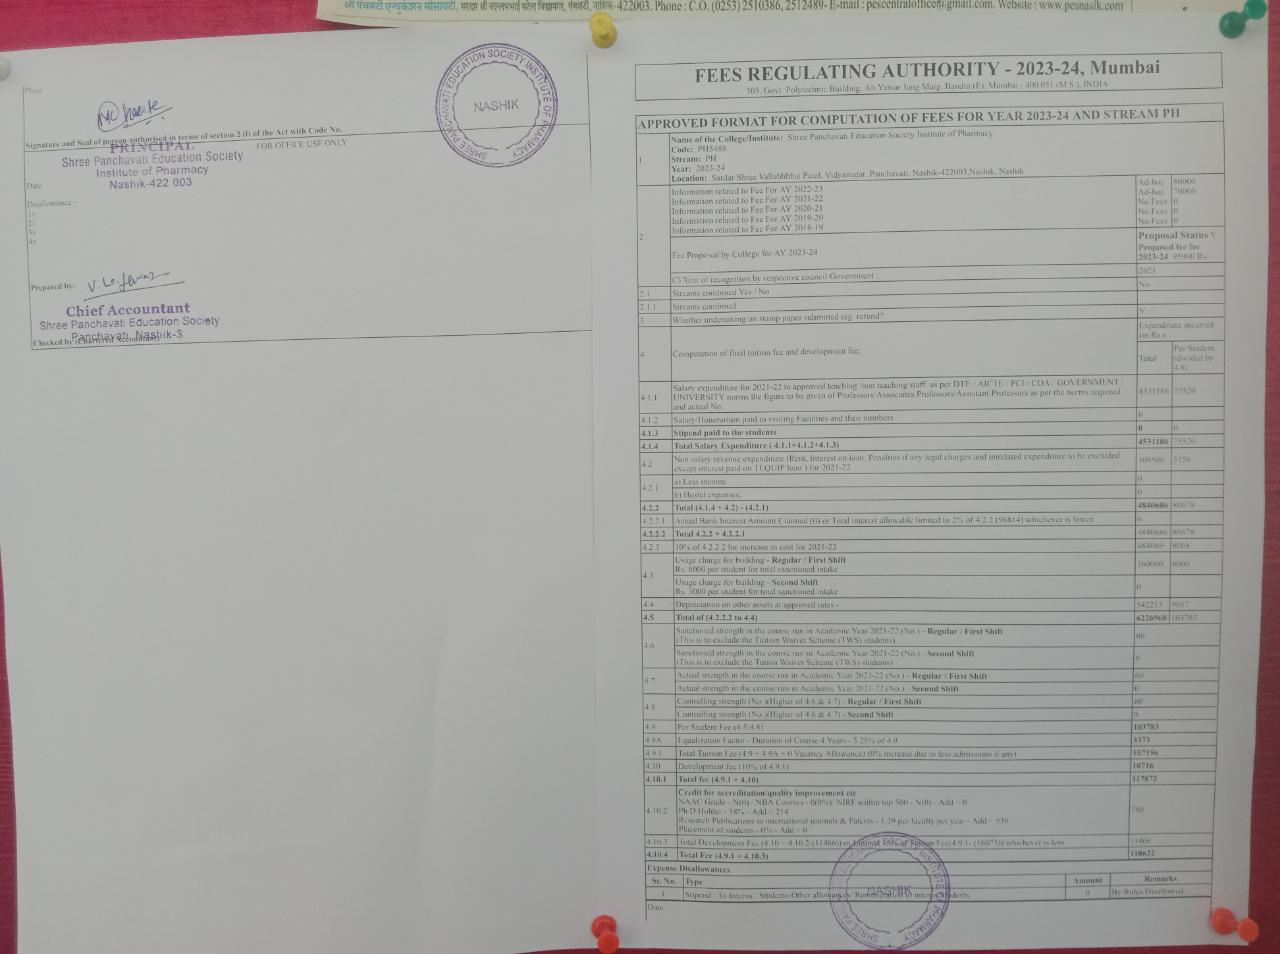 श्री पंचवटी एज्युकेशन सोसायटी, सरदार श्री वल्लभभाई पटेल विद्यानगर, पंचवटी, नाशिक-422003. Phone : C.O. (0253) 2510386, 2512489- E-mail : pescentraloffice@gmail.com, Website : www.pesnasik.com
Place
SHREE PANCHAVATI EDUCATION SOCIETY INSTITUTE OF PHARMACY
NASHIK
Signature and Seal of person authorised in terms of section 2 (f) of the Act with Code No.
PRINCIPAL
FOR OFFICE USE ONLY
Shree Panchavati Education Society
Institute of Pharmacy
Nashik-422 003
Date
Disallowance -
1)
2)
3)
4)
Prepared by:
Chief Accountant
Shree Panchavati Education Society
Panchavati, Nashik-3.
Checked by (Chartered Accountant)
FEES REGULATING AUTHORITY - 2023-24, Mumbai
305, Govt. Polytechnic Building, Ali Yawar Jung Marg, Bandra (E), Mumbai - 400 051 (M.S.), INDIA
APPROVED FORMAT FOR COMPUTATION OF FEES FOR YEAR 2023-24 AND STREAM PH
1
Name of the College/Institute: Shree Panchavati Education Society Institute of Pharmacy
Code: PH5488
Stream: PH
Year: 2023-24
Location: Sardar Shree Vallabhbhai Patel, Vidyanagar, Panchavati, Nashik-422003,Nashik, Nashik
2
Information related to Fee For AY 2022-23 Ad-hoc 80000
Information related to Fee For AY 2021-22 Ad-hoc 70000
Information related to Fee For AY 2020-21 No Fees 0
Information related to Fee For AY 2019-20 No Fees 0
Information related to Fee For AY 2018-19 No Fees 0
Fee Proposed by College for AY 2023-24 Proposal Status Y
Proposed fee for
2023-24 95000 Rs.
C) Year of recognition by respective council Government : 2021
2.1 Streams combined Yes / No No
2.1.1 Streams combined
3 Whether undertaking on stamp paper submitted reg. refund? Y
4 Computation of final tuition fee and development fee: Expenditure incurred
(in Rs.)
Total Per Student
(divided by
4.8)
4.1.1 Salary expenditure for 2021-22 to approved teaching /non teaching staff, as per DTE / AICTE / PCI / COA / GOVERNMENT /
UNIVERSITY norms the figure to be given of Professors/Associates Professors/Assistant Professors as per the norms required
and actual No. 4531186 75520
4.1.2 Salary/Honorarium paid to visiting Faculties and their numbers 0
4.1.3 Stipend paid to the students 0 0
4.1.4 Total Salary Expenditure ( 4.1.1+4.1.2+4.1.3) 4531186 75520
4.2 Non salary revenue expenditure (Rent, Interest on loan, Penalties if any legal charges and unrelated expenditure to be excluded ,
except interest paid on TEQUIP loan ) for 2021-22 309500 5158
4.2.1 a) Less income 0
b) Hostel expenses, 0
4.2.2 Total (4.1.4 + 4.2) - (4.2.1) 4840686 80678
4.2.2.1 Actual Bank Interest Amount Claimed (0) or Total interest allowable limited to 2% of 4.2.2 (96814) whichever is lower 0
4.2.2.2 Total 4.2.2 + 4.2.2.1 4840686 80678
4.2.3 10% of 4.2.2.2 for increase in cost for 2021-22 484069 8068
4.3 Usage charge for building - Regular / First Shift
Rs. 6000 per student for total sanctioned intake 360000 6000
Usage charge for building - Second Shift
Rs. 3000 per student for total sanctioned intake 0
4.4 Depreciation on other assets at approved rates - 542213 9037
4.5 Total of (4.2.2.2 to 4.4) 6226968 103783
4.6 Sanctioned strength in the course run in Academic Year 2021-22 (No.) - Regular / First Shift
(This is to exclude the Tuition Waiver Scheme (TWS) students) 60
Sanctioned strength in the course run in Academic Year 2021-22 (No.) - Second Shift
(This is to exclude the Tution Waiver Scheme (TWS) students) 0
4.7 Actual strength in the course run in Academic Year 2021-22 (No.) - Regular / First Shift 60
Actual strength in the course run in Academic Year 2021-22 (No.) - Second Shift 0
4.8 Controlling strength (No.)(Higher of 4.6 & 4.7) - Regular / First Shift 60
Controlling strength (No.)(Higher of 4.6 & 4.7) - Second Shift 0
4.9 Per Student Fee (4.5/4.8) 103783
4.9A Equalization Factor - Duration of Course 4 Years - 3.25% of 4.9 3373
4.9.1 Total Tuition Fee (4.9 + 4.9A + 0 Vacancy Allowance) (0% increase due to less admissions if any) 107156
4.10 Development fee (10% of 4.9.1) 10716
4.10.1 Total fee (4.9.1 + 4.10) 117872
4.10.2 Credit for accreditation/quality improvement etc
NAAC Grade - N(0) / NBA Courses - 0(0%)/ NIRF within top 500 - N(0) - Add = 0
Ph.D Holder - 18% - Add = 214
Research Publications in international journals & Patents - 1.29 per faculty per year - Add = 536
Placement of students - 0% - Add = 0 750
4.10.3 Total Development Fee (4.10 + 4.10.2-(11466)) or Limited 15% of Tuition Fee(4.9.1- (16073)) whichever is less 11466
4.10.4 Total Fee (4.9.1 + 4.10.3) 118622
Expense Disallowances
Sr. No. Type Amount Remarks
1 Stipend / To Interns / Students-Other allowances/ Remuneration to interns/students 0 By Rules Disallowed
Date
SHREE PANCHAVATI EDUCATION SOCIETY INSTITUTE OF PHARMACY
NASHIK